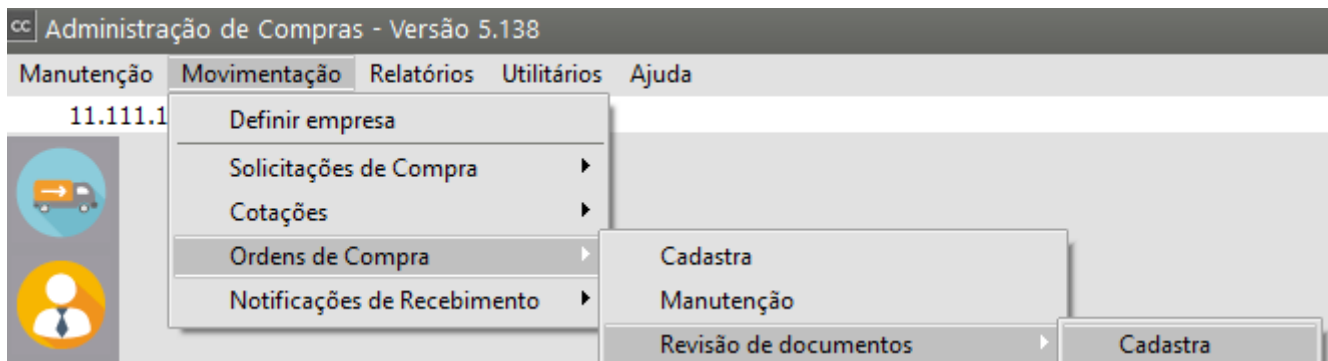 cc Administração de Compras - Versão 5.138
Manutenção Movimentação Relatórios Utilitários Ajuda
11.111.1
Definir empresa
Solicitações de Compra
Cotações
Ordens de Compra
Notificações de Recebimento
Cadastra
Manutenção
Revisão de documentos
Cadastra